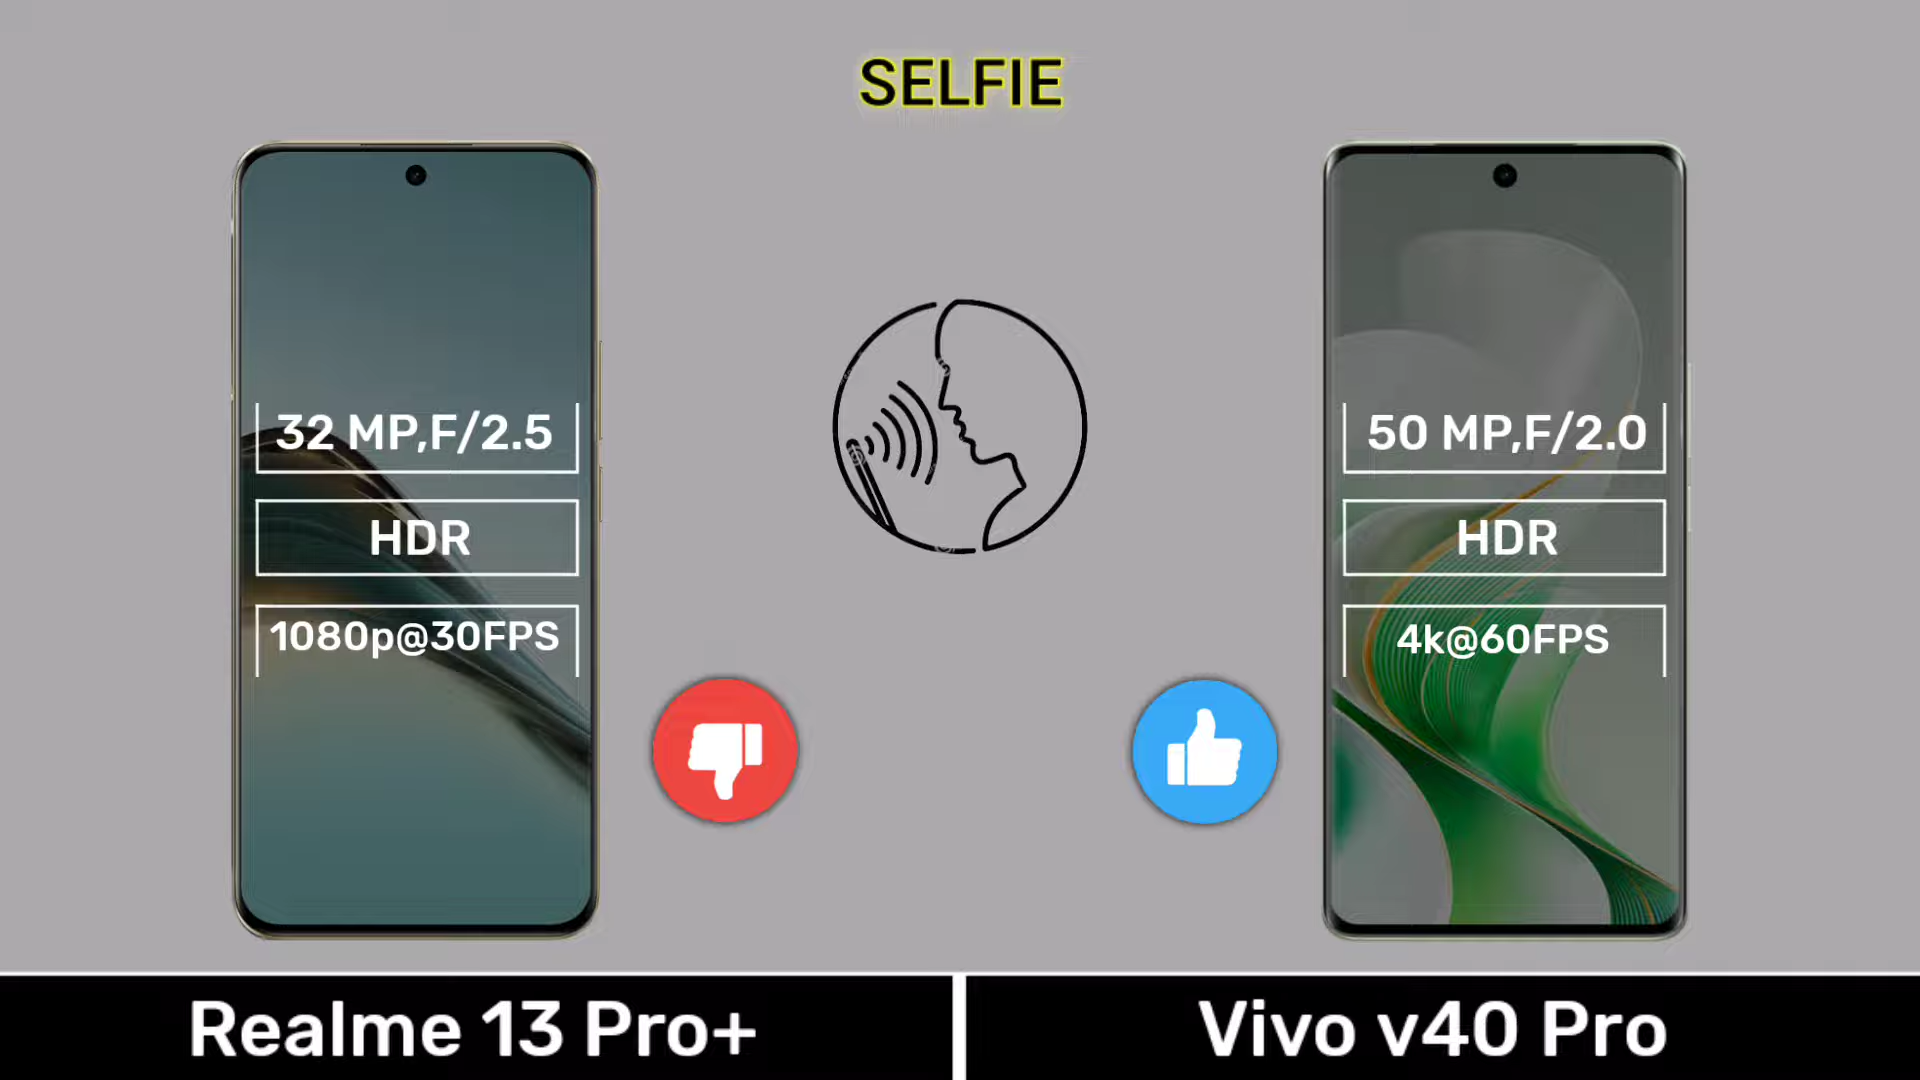 SELFIE
32 MP,F/2.5
HDR
1080p@30FPS
50 MP,F/2.0
HDR
4k@60FPS
Realme 13 Pro+
Vivo v40 Pro